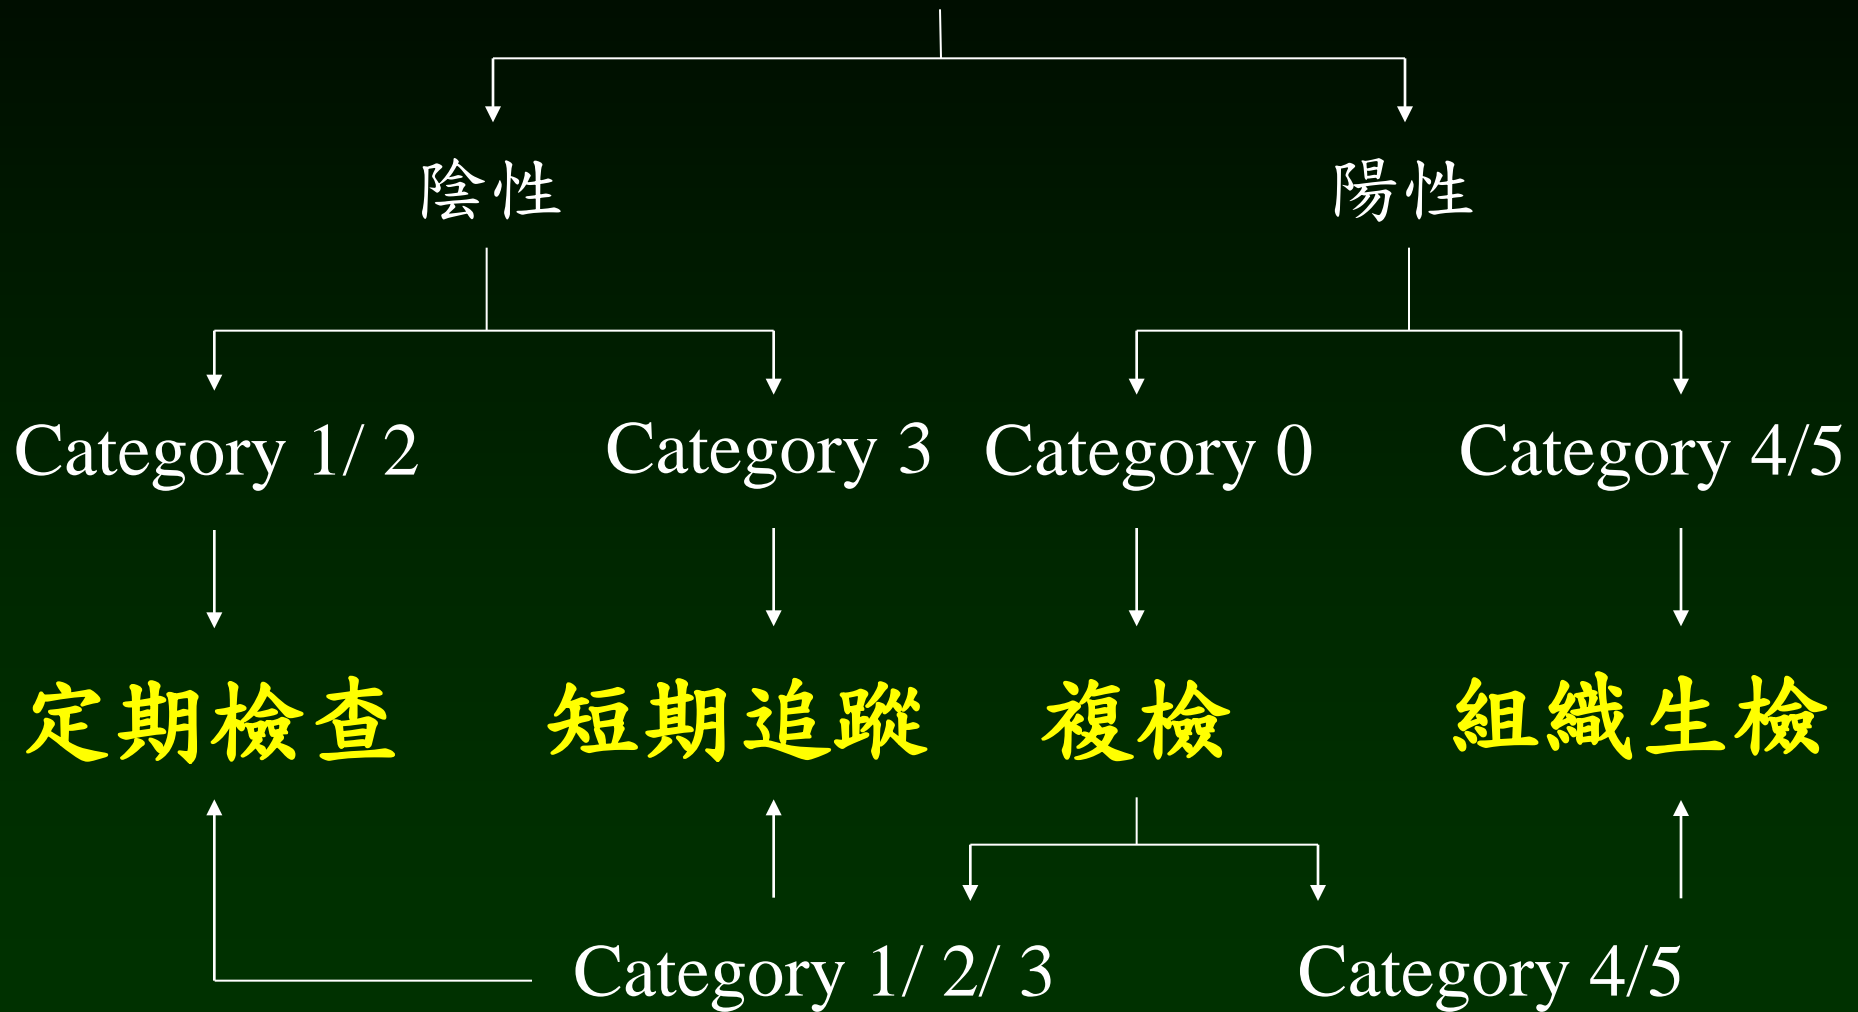 陰性 陽性
Category 1/ 2 Category 3 Category 0 Category 4/5
定期檢查 短期追蹤 複檢 組織生檢
Category 1/ 2/ 3 Category 4/5